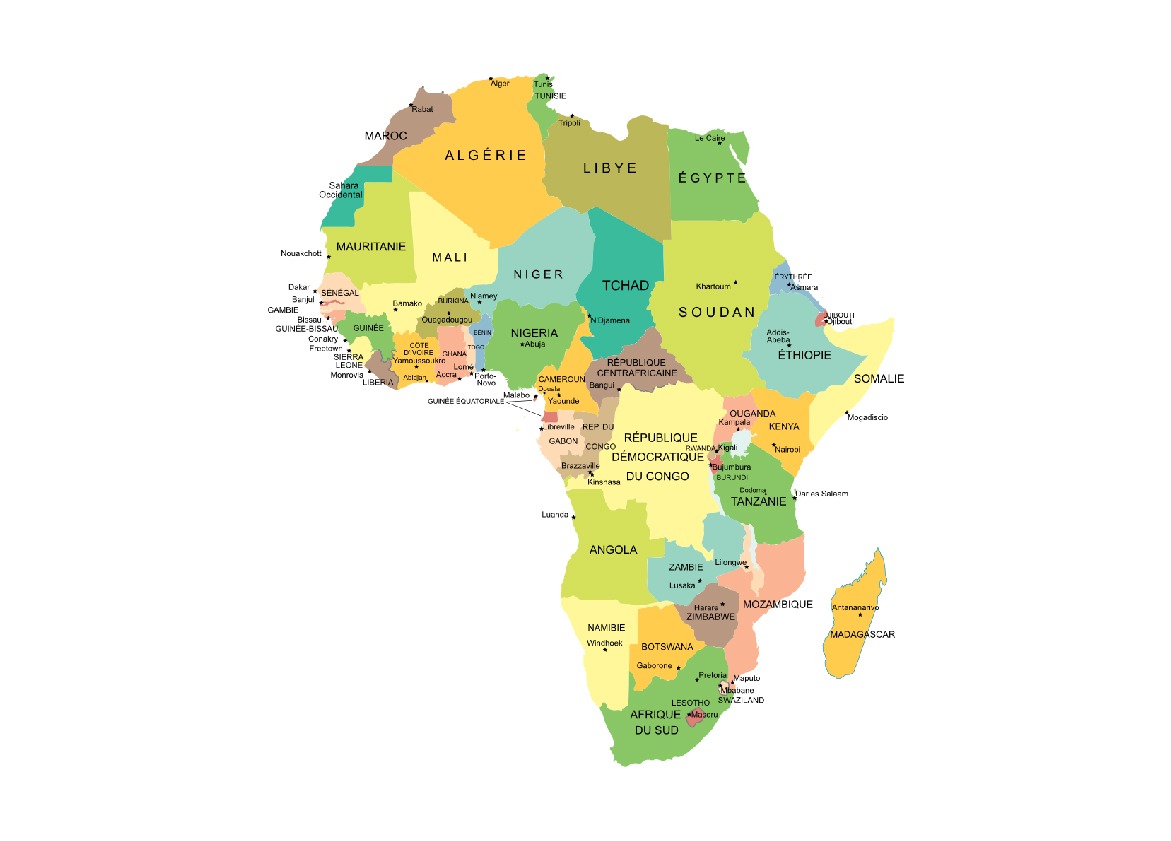 Alger
Tunis
TUNISIE
Rabat
Tripoli
MAROC
Le Caire
ALGÉRIE
LIBYE
ÉGYPTE
Sahara
Occidental
MAURITANIE
Nouakchott
MALI
NIGER
TCHAD
ÉRYTHRÉE
Asmara
Khartoum
Dakar
SÉNÉGAL
Banjul
GAMBIE
Bamako
BURKINA
Niamey
Ouagadougou
SOUDAN
DJIBOUTI
Djibout
Bissau
GUINÉE-BISSAU
GUINÉE
N'Djamena
NIGERIA
Abuja
BENIN
TOGO
Addis-
Abeba
ÉTHIOPIE
Conakry
Freetown
SIERRA
LEONE
Monrovia
LIBERIA
CÔTE
D'IVOIRE
Yamoussoukro
Abidjan
GHANA
Accra
Lomé
Porto-
Novo
RÉPUBLIQUE
CENTRAFRICAINE
Bangui
SOMALIE
CAMEROUN
Douala
Yaounde
Malabo
GUINÉE ÉQUATORIALE
Mogadiscio
OUGANDA
Kampala
KENYA
Nairobi
Libreville
GABON
REP. DU
CONGO
Brazzaville
Kinshasa
RÉPUBLIQUE
DÉMOCRATIQUE
DU CONGO
RWANDA
Kigali
Bujumbura
BURUNDI
Dodoma
TANZANIE
Dar es Salaam
Luanda
ANGOLA
ZAMBIE
Lusaka
Lilongwe
MOZAMBIQUE
Harare
ZIMBABWE
Antananarivo
MADAGASCAR
NAMIBIE
Windhoek
BOTSWANA
Gaborone
Pretoria
Maputo
Mbabane
SWAZILAND
LESOTHO
Maseru
AFRIQUE
DU SUD